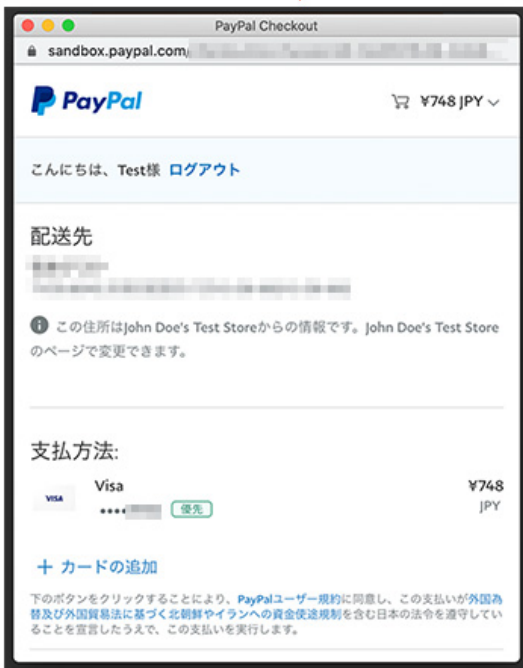 PayPal Checkout
sandbox.paypal.com
PayPal
¥748 JPY
こんにちは、Test様 ログアウト
配送先
この住所はJohn Doe's Test Storeからの情報です。John Doe's Test Store
のページで変更できます。
支払方法:
VISA
Visa
¥748
•••• 優先
JPY
+ カードの追加
下のボタンをクリックすることにより、PayPalユーザー規約に同意し、この支払いが外国為
替及び外国貿易法に基づく北朝鮮やイランへの資金使途規制を含む日本の法令を遵守してい
ることを宣言したうえで、この支払いを実行します。